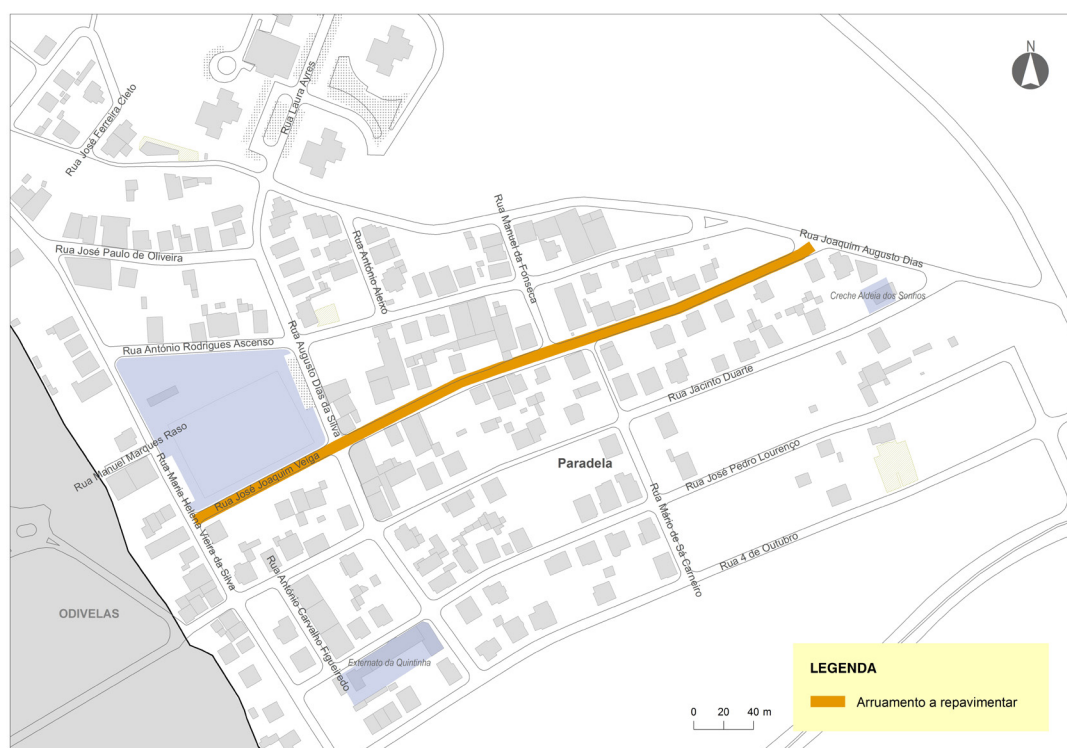 N
Rua José Ferreira Cleto
Rua Laura Ayres
Rua José Paulo de Oliveira
Rua António Aleixo
Rua Manuel da Fonseca
Rua Joaquim Augusto Dias
Creche Aldeia dos Sonhos
Rua António Rodrigues Ascenso
Rua Augusto Dias da Silva
Rua Jacinto Duarte
Rua Manuel Marques Raso
Rua José Joaquim Veiga
Rua Maria Helena Vieira da Silva
Paradela
Rua José Pedro Lourenço
Rua Mário de Sá Carneiro
Rua 4 de Outubro
Rua António Carvalho Figueiredo
ODIVELAS
Externato da Quintinha
LEGENDA
Arruamento a repavimentar
0 20 40 m